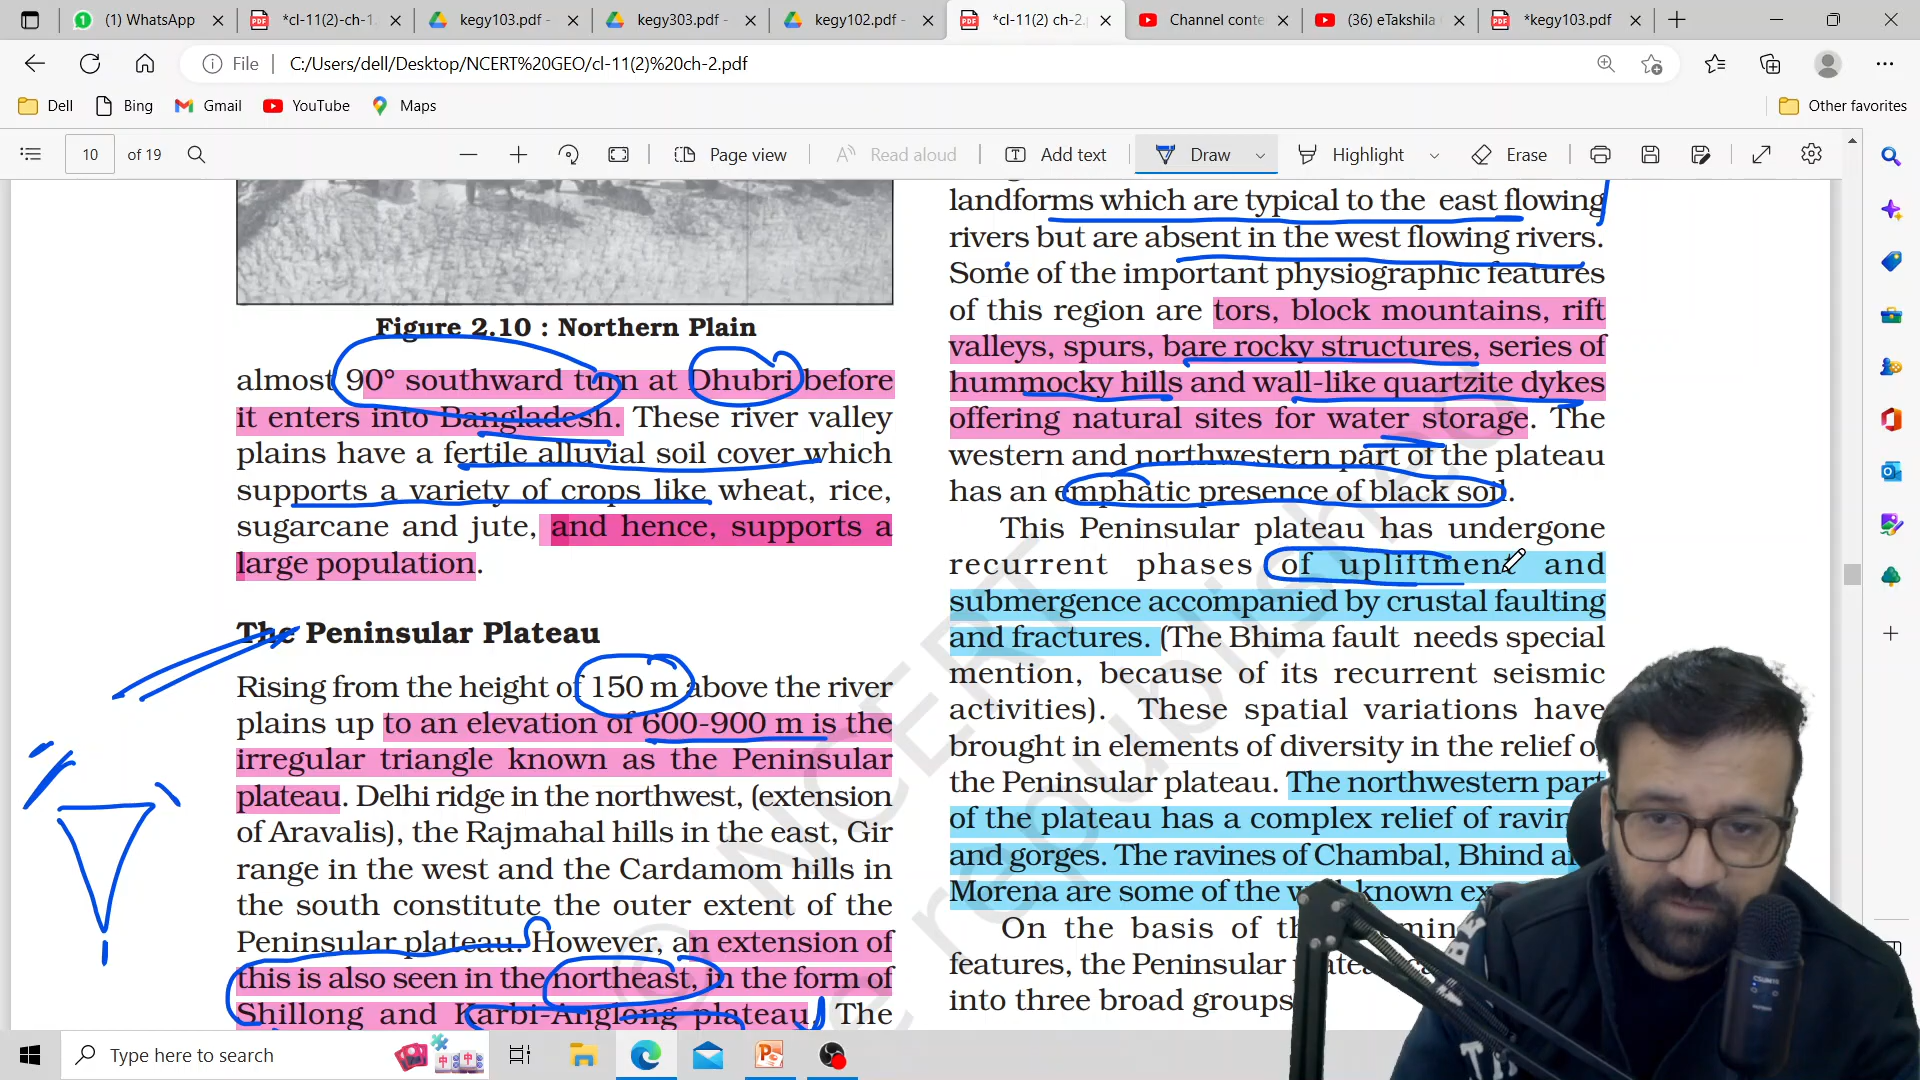 (1) WhatsApp
*cl-11(2)-ch-1.
kegy103.pdf -
kegy303.pdf -
kegy102.pdf -
*cl-11(2) ch-2.
Channel conte
(36) eTakshila
*kegy103.pdf
File
C:/Users/dell/Desktop/NCERT%20GEO/cl-11(2)%20ch-2.pdf
Dell
Bing
Gmail
YouTube
Maps
Other favorites
10
of 19
Page view
Read aloud
Add text
Draw
Highlight
Erase
Figure 2.10 : Northern Plain
almost 90° southward turn at Dhubri before
it enters into Bangladesh. These river valley
plains have a fertile alluvial soil cover which
supports a variety of crops like wheat, rice,
sugarcane and jute, and hence, supports a
large population.
The Peninsular Plateau
Rising from the height of 150 m above the river
plains up to an elevation of 600-900 m is the
irregular triangle known as the Peninsular
plateau. Delhi ridge in the northwest, (extension
of Aravalis), the Rajmahal hills in the east, Gir
range in the west and the Cardamom hills in
the south constitute the outer extent of the
Peninsular plateau. However, an extension of
this is also seen in the northeast, in the form of
Shillong and Karbi-Anglong plateau. The
landforms which are typical to the east flowing
rivers but are absent in the west flowing rivers.
Some of the important physiographic features
of this region are tors, block mountains, rift
valleys, spurs, bare rocky structures, series of
hummocky hills and wall-like quartzite dykes
offering natural sites for water storage. The
western and northwestern part of the plateau
has an emphatic presence of black soil.
This Peninsular plateau has undergone
recurrent phases of upliftment and
submergence accompanied by crustal faulting
and fractures. (The Bhima fault needs special
mention, because of its recurrent seismic
activities). These spatial variations have
brought in elements of diversity in the relief of
the Peninsular plateau. The northwestern part
of the plateau has a complex relief of ravin
and gorges. The ravines of Chambal, Bhind a
Morena are some of the well known ex
On the basis of th
features, the Peninsular
into three broad groups
© NCERT
republished
Type here to search